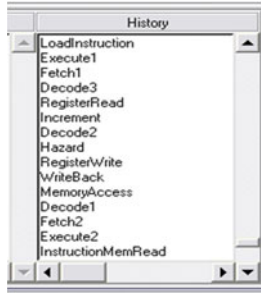 History
LoadInstruction
Execute1
Fetch1
Decode3
RegisterRead
Increment
Decode2
Hazard
RegisterWrite
WriteBack
MemoryAccess
Decode1
Fetch2
Execute2
InstructionMemRead